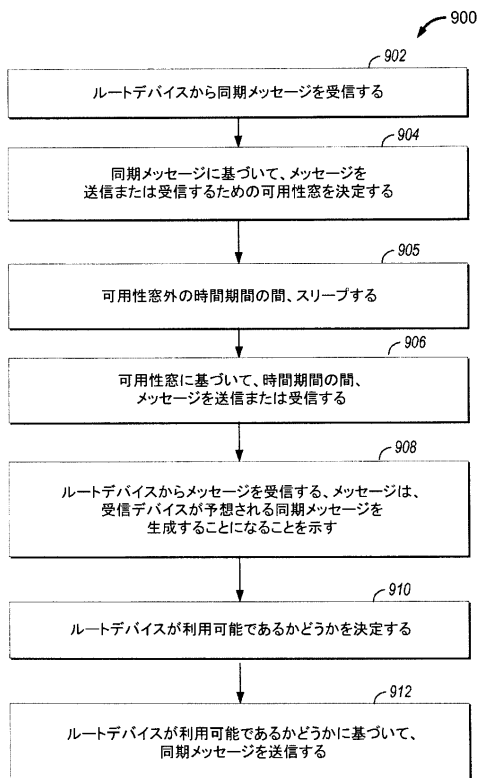 900
902
ルートデバイスから同期メッセージを受信する
904
同期メッセージに基づいて、メッセージを
送信または受信するための可用性窓を決定する
905
可用性窓外の時間期間の間、スリープする
906
可用性窓に基づいて、時間期間の間、
メッセージを送信または受信する
908
ルートデバイスからメッセージを受信する、メッセージは、
受信デバイスが予想される同期メッセージを
生成することになることを示す
910
ルートデバイスが利用可能であるかどうかを決定する
912
ルートデバイスが利用可能であるかどうかに基づいて、
同期メッセージを送信する